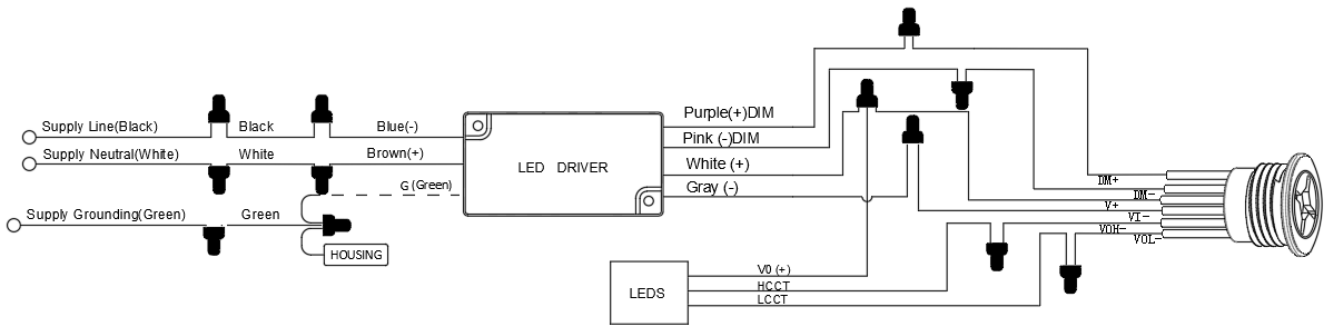 Supply Line(Black)
Black
Blue(-)
Supply Neutral(White)
White
Brown(+)
G (Green)
Supply Grounding(Green)
Green
HOUSING
LED DRIVER
Purple(+)DIM
Pink (-)DIM
White (+)
Gray (-)
DM+
DM-
V+
VI-
VOH-
VOL-
LEDS
V0 (+)
HCCT
LCCT